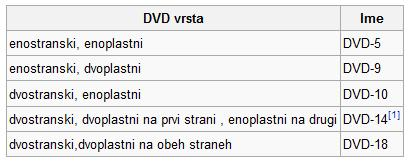 DVD vrsta Ime
enostranski, enoplastni DVD-5
enostranski, dvoplastni DVD-9
dvostranski, enoplastni DVD-10
dvostranski, dvoplastni na prvi strani , enoplastni na drugi DVD-14[1]
dvostranski,dvoplastni na obeh straneh DVD-18